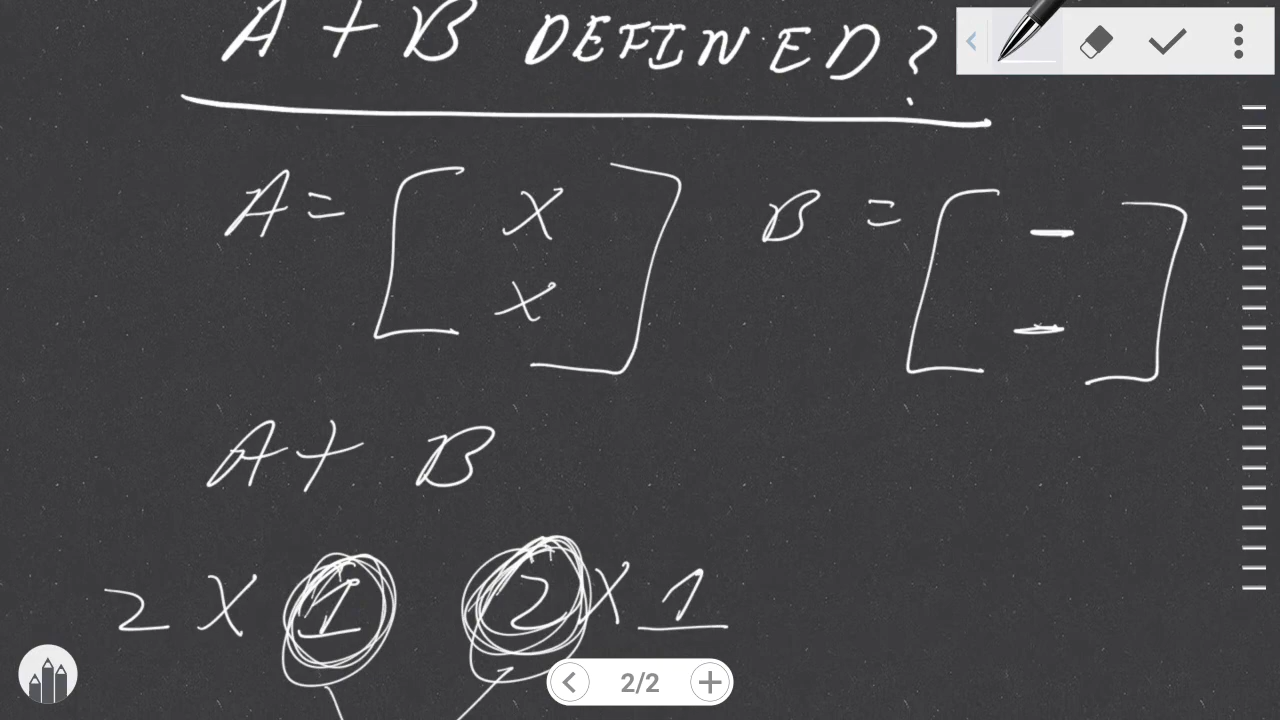 A + B DEFINED?
A = [ X X ] B = [ - - ]
A + B
2 X 1 2 X 1
2/2